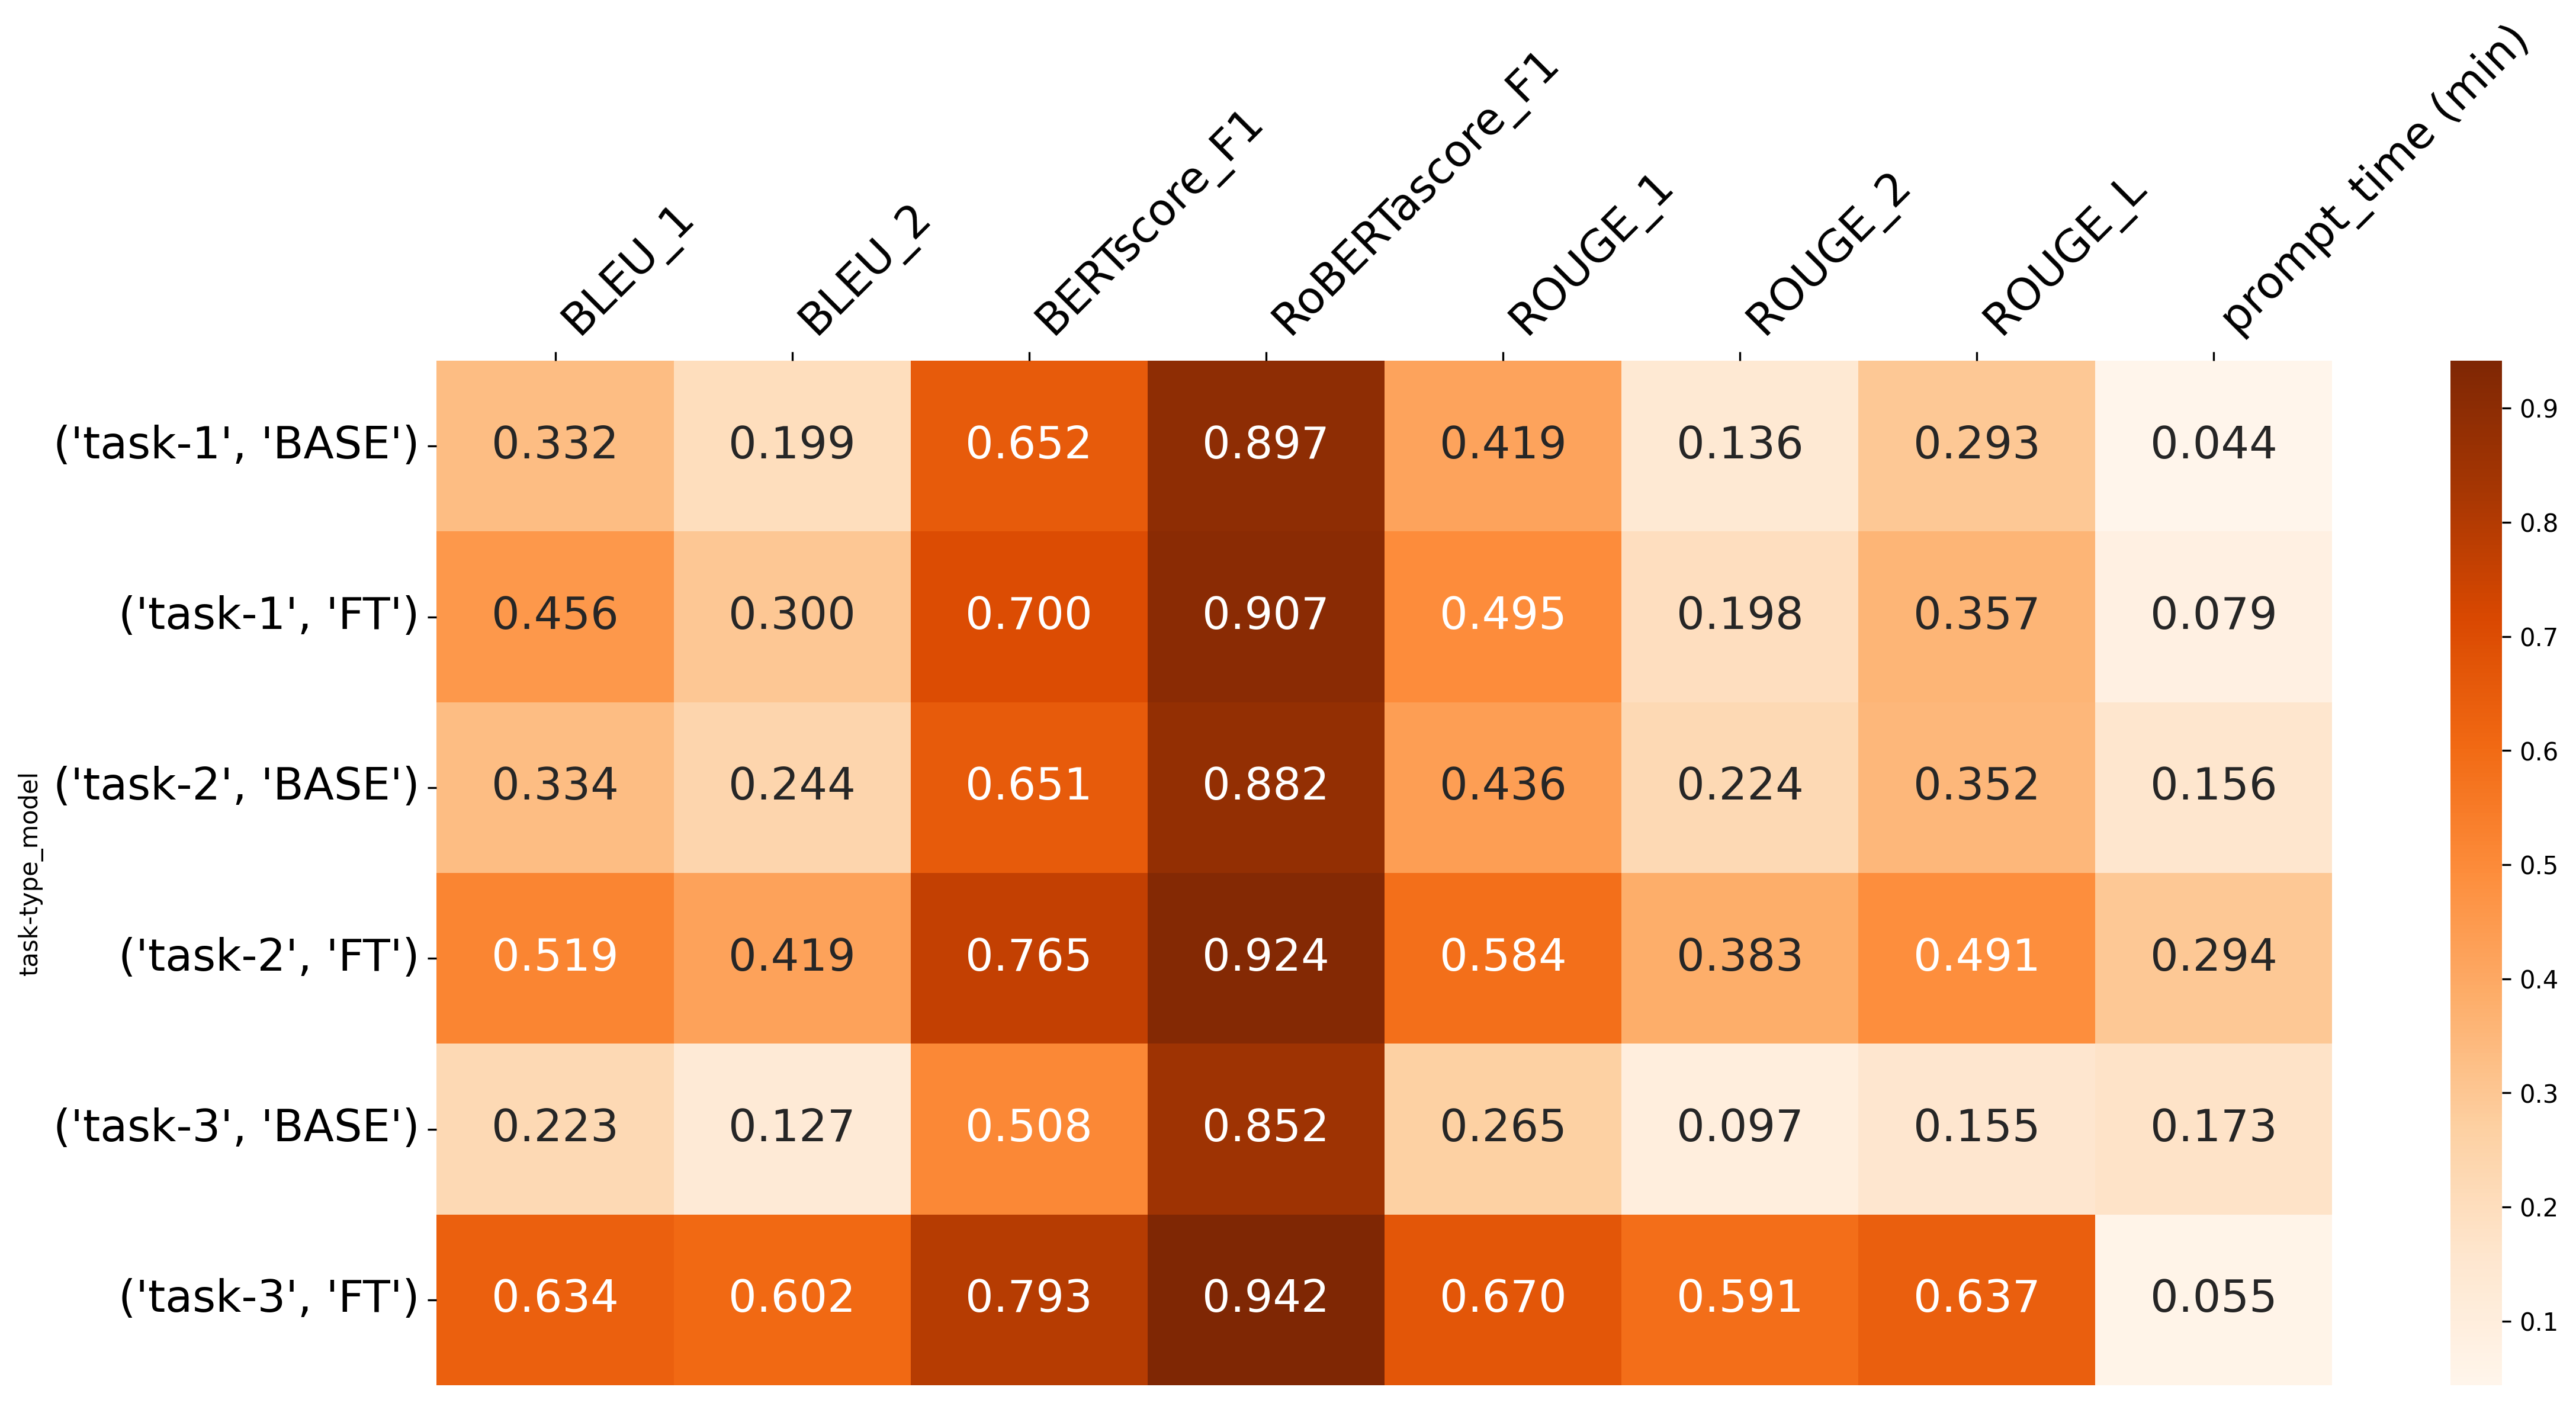 BLEU_1 BLEU_2 BERTscore_F1 RoBERTascore_F1 ROUGE_1 ROUGE_2 ROUGE_L prompt_time (min)
task-type_model
('task-1', 'BASE') 0.332 0.199 0.652 0.897 0.419 0.136 0.293 0.044
('task-1', 'FT') 0.456 0.300 0.700 0.907 0.495 0.198 0.357 0.079
('task-2', 'BASE') 0.334 0.244 0.651 0.882 0.436 0.224 0.352 0.156
('task-2', 'FT') 0.519 0.419 0.765 0.924 0.584 0.383 0.491 0.294
('task-3', 'BASE') 0.223 0.127 0.508 0.852 0.265 0.097 0.155 0.173
('task-3', 'FT') 0.634 0.602 0.793 0.942 0.670 0.591 0.637 0.055
0.9
0.8
0.7
0.6
0.5
0.4
0.3
0.2
0.1